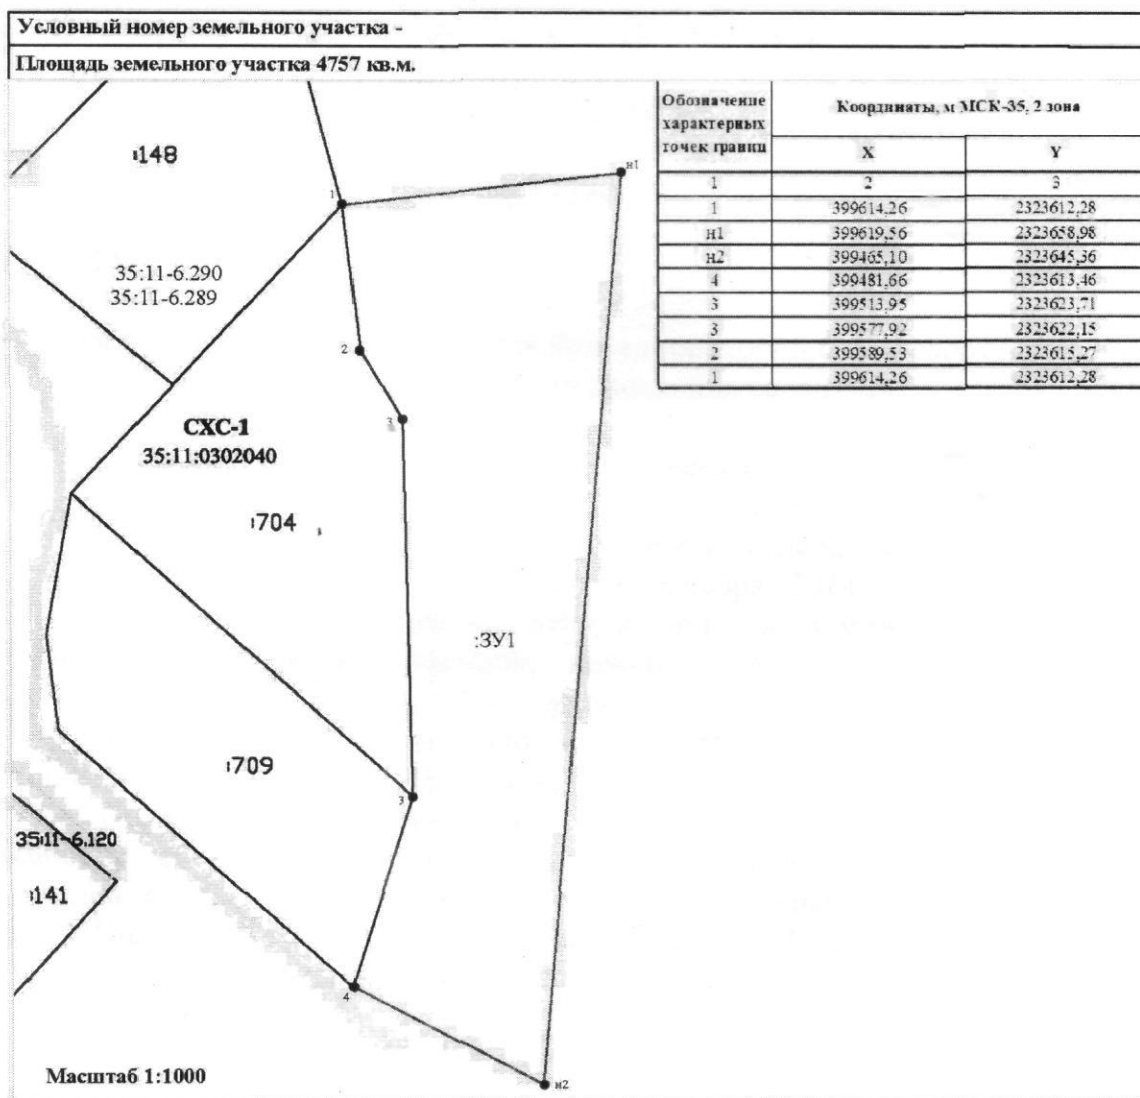 Условный номер земельного участка -
Площадь земельного участка 4757 кв.м.
Обозначение характерных точек границ
Координаты, м МСК-35, 2 зона
X Y
1 2 3
1 399614,26 2323612,28
н1 399619,56 2323658,98
н2 399465,10 2323645,36
4 399481,66 2323613,46
3 399513,95 2323623,71
3 399577,92 2323622,15
2 399589,53 2323615,27
1 399614,26 2323612,28
:148
н1
1
35:11-6.290
35:11-6.289
2
3
СХС-1
35:11:0302040
:704
:ЗУ1
:709
3
35:11-6.120
:141
4
Масштаб 1:1000
н2